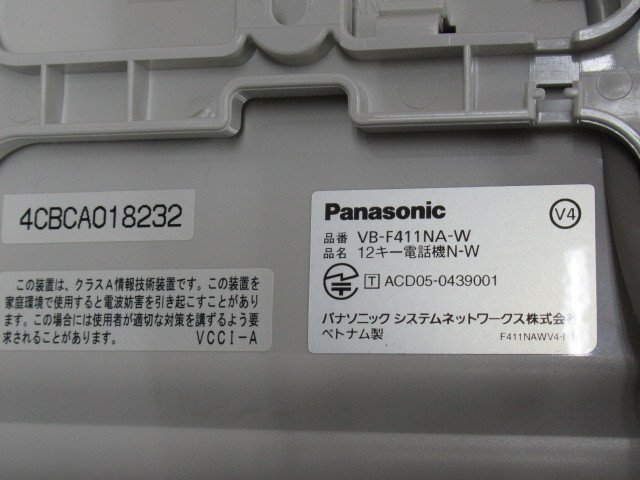 4CBCA018232
この装置は、クラスA情報技術装置です。この装置を
家庭環境で使用すると電波妨害を引き起こすことがあり
ます。この場合には使用者が適切な対策を講ずるよう要
求されることがあります。 VCCI-A
Panasonic V4
品番 VB-F411NA-W
品名 12キー電話機N-W
T ACD05-0439001
パナソニック システムネットワークス株式会社
ベトナム製